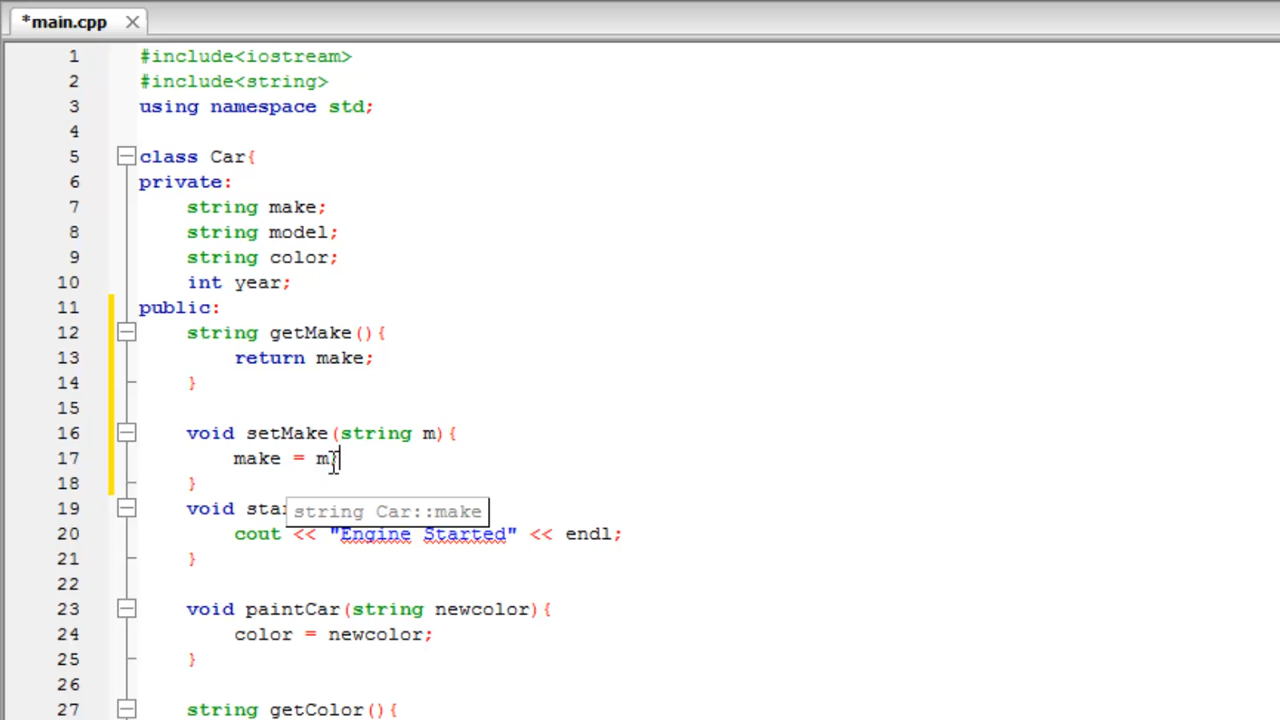 *main.cpp
1 #include<iostream>
2 #include<string>
3 using namespace std;
4
5 class Car{
6 private:
7 string make;
8 string model;
9 string color;
10 int year;
11 public:
12 string getMake(){
13 return make;
14 }
15
16 void setMake(string m){
17 make = m;
18 }
19 void star
string Car::make
20 cout << "Engine Started" << endl;
21 }
22
23 void paintCar(string newcolor){
24 color = newcolor;
25 }
26
27 string getColor(){